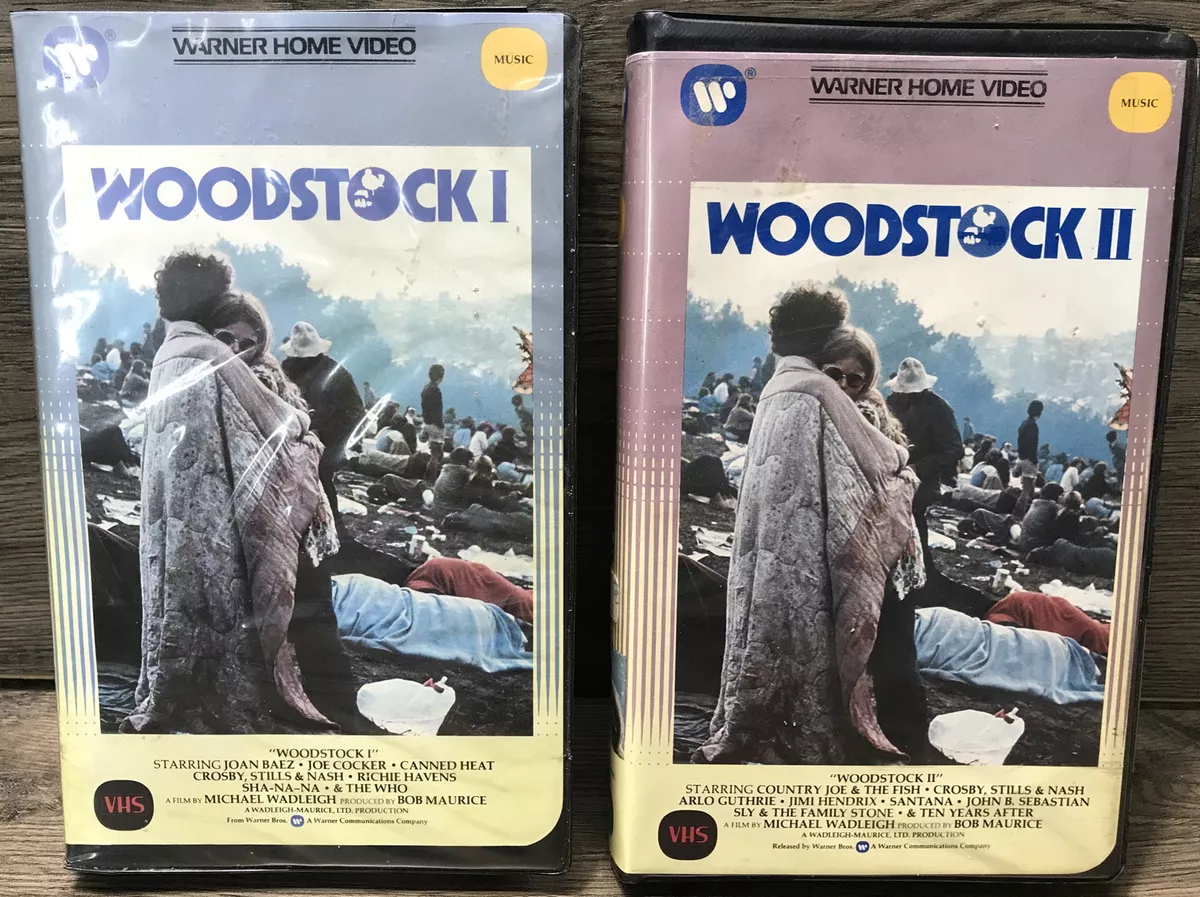 WARNER HOME VIDEO
MUSIC
WOODSTOCK I
"WOODSTOCK I"
STARRING JOAN BAEZ • JOE COCKER • CANNED HEAT
CROSBY, STILLS & NASH • RICHIE HAVENS
SHA-NA-NA • & THE WHO
A FILM BY MICHAEL WADLEIGH PRODUCED BY BOB MAURICE
A WADLEIGH-MAURICE, LTD. PRODUCTION
From Warner Bros. A Warner Communications Company
VHS
WARNER HOME VIDEO
MUSIC
WOODSTOCK II
"WOODSTOCK II"
STARRING COUNTRY JOE & THE FISH • CROSBY, STILLS & NASH
ARLO GUTHRIE • JIMI HENDRIX • SANTANA • JOHN B. SEBASTIAN
SLY & THE FAMILY STONE • & TEN YEARS AFTER
A FILM BY MICHAEL WADLEIGH PRODUCED BY BOB MAURICE
A WADLEIGH-MAURICE, LTD. PRODUCTION
Released by Warner Bros. A Warner Communications Company
VHS